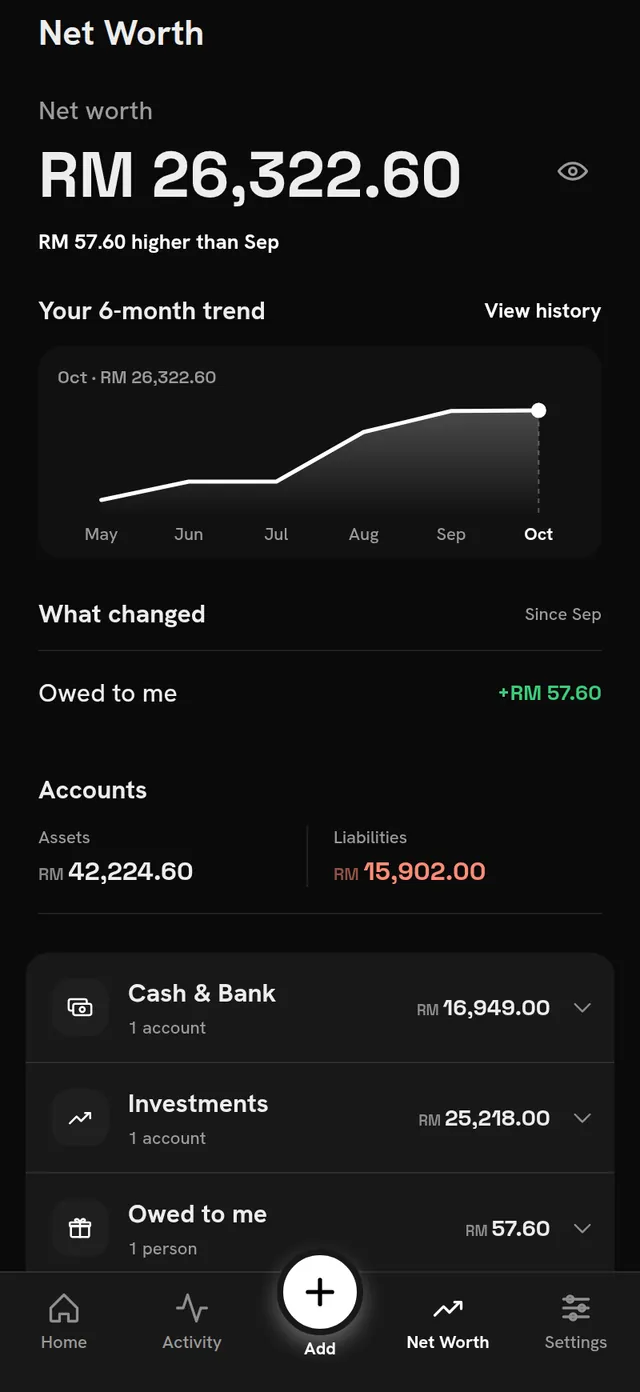 Net Worth
Net worth
RM 26,322.60
RM 57.60 higher than Sep
Your 6-month trend View history
Oct · RM 26,322.60
May Jun Jul Aug Sep Oct
What changed Since Sep
Owed to me +RM 57.60
Accounts
Assets Liabilities
RM 42,224.60 RM 15,902.00
Cash & Bank
1 account
RM 16,949.00
Investments
1 account
RM 25,218.00
Owed to me
1 person
RM 57.60
Home Activity Add Net Worth Settings